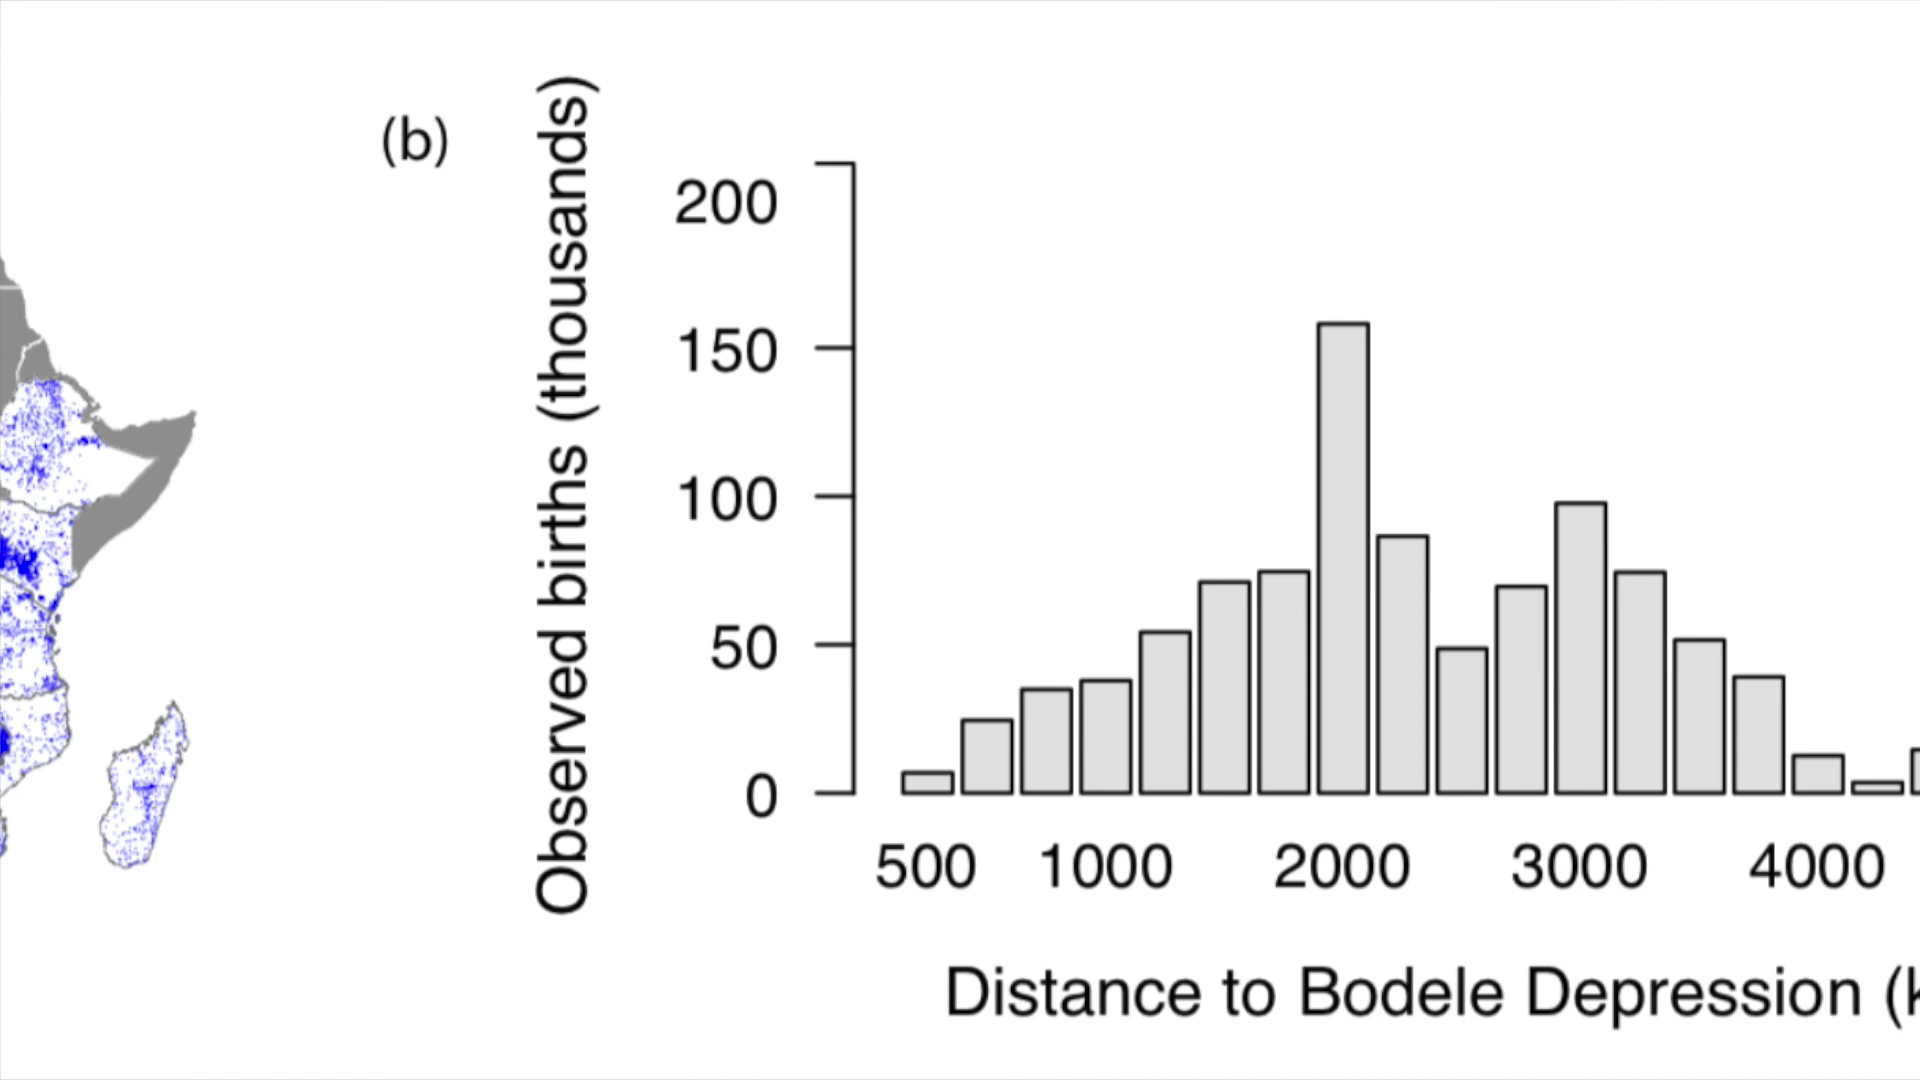 (b)
Observed births (thousands)
200
150
100
50
0
500 1000 2000 3000 4000
Distance to Bodele Depression (